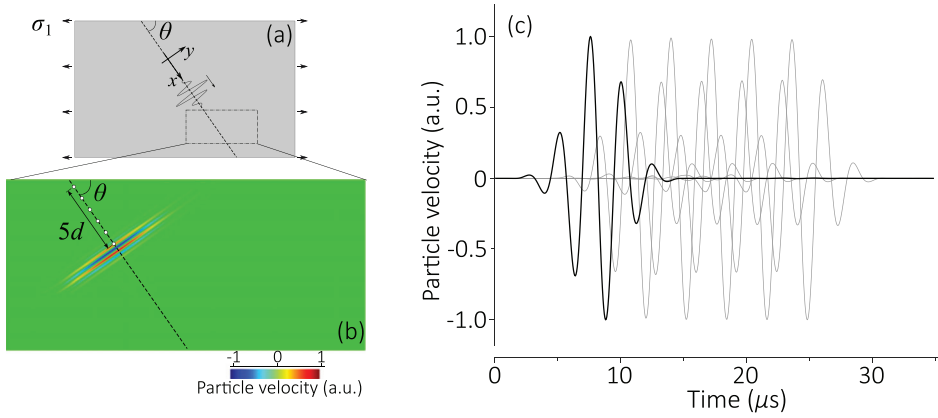 σ₁
θ
(a)
y
x
θ
5d
(b)
-1 0 1
Particle velocity (a.u.)
(c)
1.0
0.5
0
-0.5
-1.0
Particle velocity (a.u.)
0 10 20 30
Time (μs)